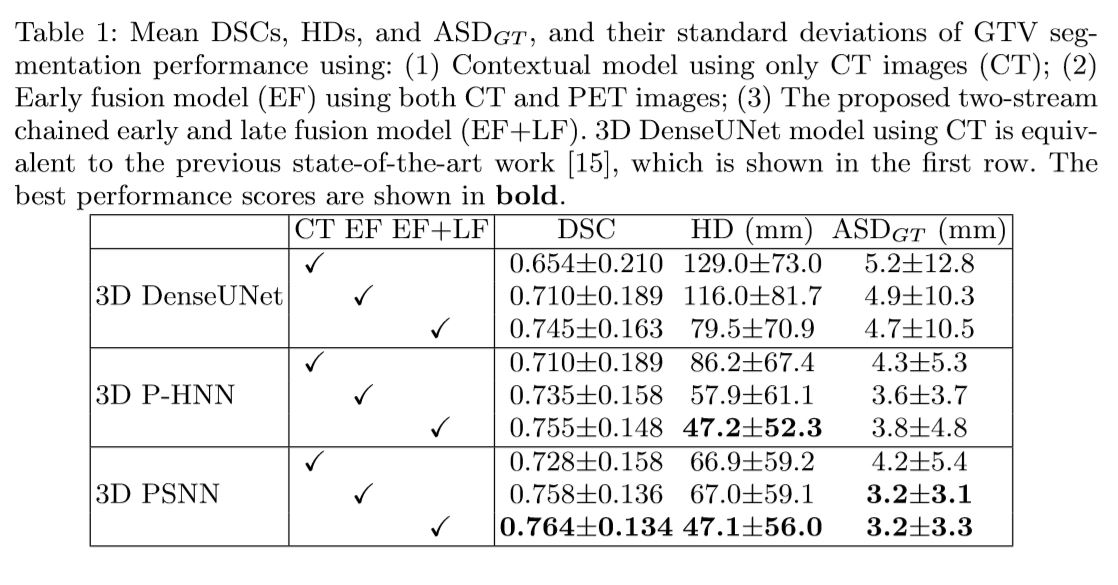 Table 1: Mean DSCs, HDs, and ASD_GT, and their standard deviations of GTV seg-
mentation performance using: (1) Contextual model using only CT images (CT); (2)
Early fusion model (EF) using both CT and PET images; (3) The proposed two-stream
chained early and late fusion model (EF+LF). 3D DenseUNet model using CT is equiv-
alent to the previous state-of-the-art work [15], which is shown in the first row. The
best performance scores are shown in bold.
CT EF EF+LF DSC HD (mm) ASD_GT (mm)
✓ 0.654±0.210 129.0±73.0 5.2±12.8
3D DenseUNet ✓ 0.710±0.189 116.0±81.7 4.9±10.3
✓ 0.745±0.163 79.5±70.9 4.7±10.5
✓ 0.710±0.189 86.2±67.4 4.3±5.3
3D P-HNN ✓ 0.735±0.158 57.9±61.1 3.6±3.7
✓ 0.755±0.148 47.2±52.3 3.8±4.8
✓ 0.728±0.158 66.9±59.2 4.2±5.4
3D PSNN ✓ 0.758±0.136 67.0±59.1 3.2±3.1
✓ 0.764±0.134 47.1±56.0 3.2±3.3